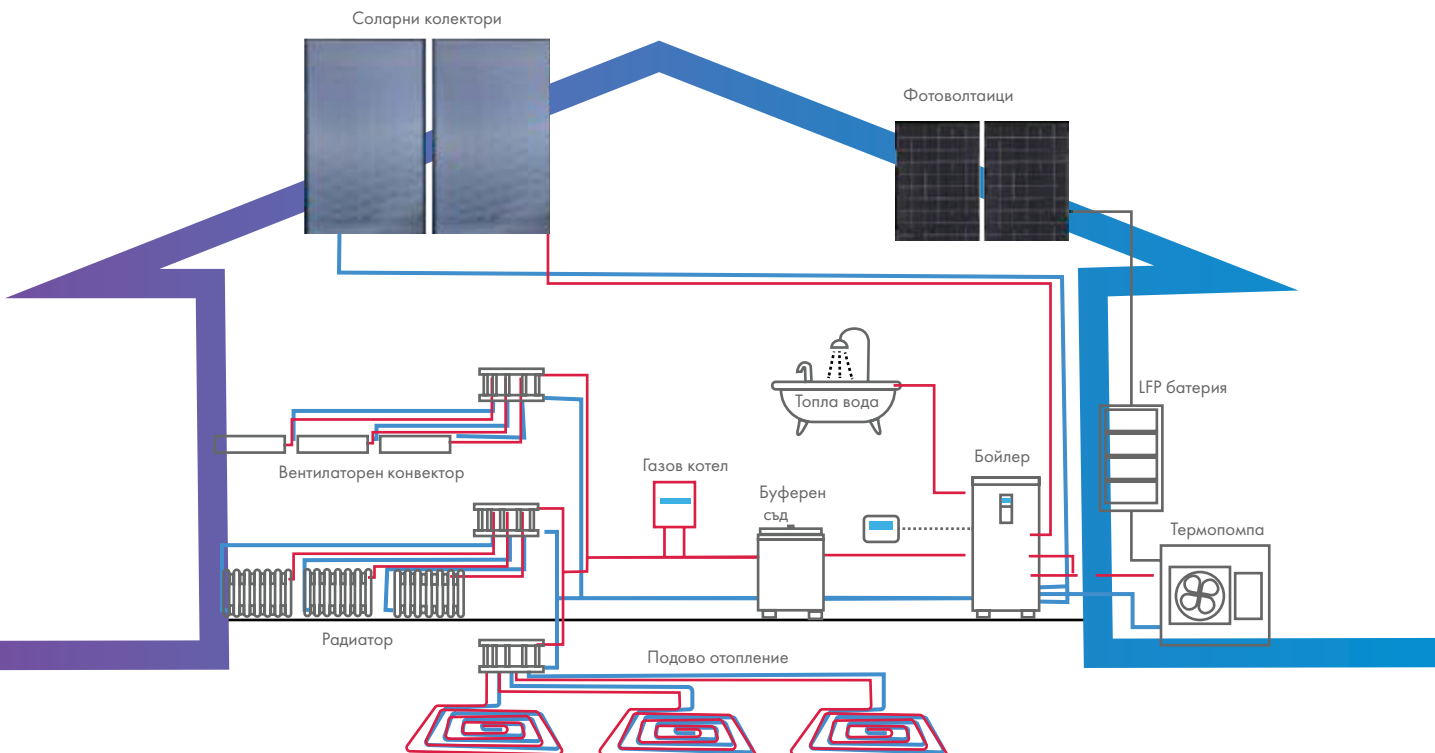 Соларни колектори
Фотоволтаици
LFP батерия
Топла вода
Вентилаторен конвектор
Газов котел
Буферен
съд
Бойлер
Термопомпа
Радиатор
Подово отопление